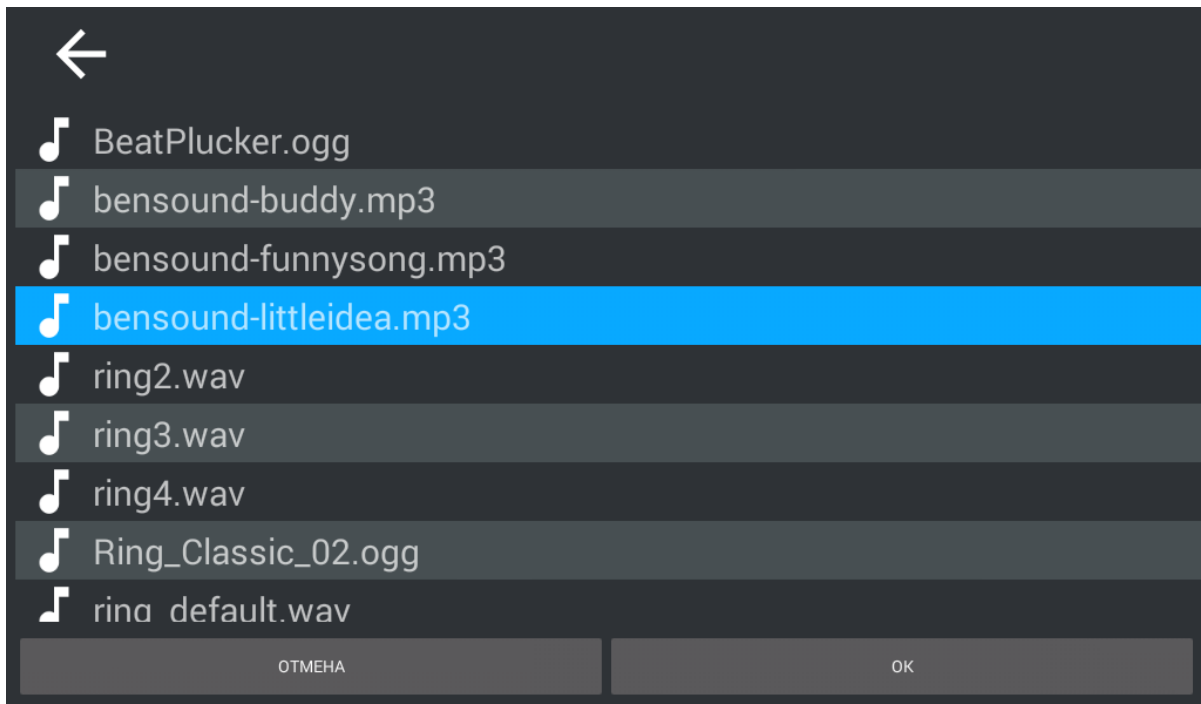 BeatPlucker.ogg
bensound-buddy.mp3
bensound-funnysong.mp3
bensound-littleidea.mp3
ring2.wav
ring3.wav
ring4.wav
Ring_Classic_02.ogg
ring_default.wav
ОТМЕНА ОК